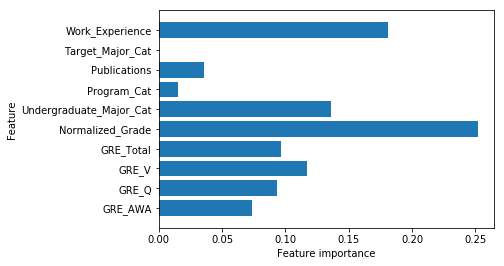 Work_Experience
Target_Major_Cat
Publications
Program_Cat
Undergraduate_Major_Cat
Normalized_Grade
GRE_Total
GRE_V
GRE_Q
GRE_AWA
Feature
0.00 0.05 0.10 0.15 0.20 0.25
Feature importance